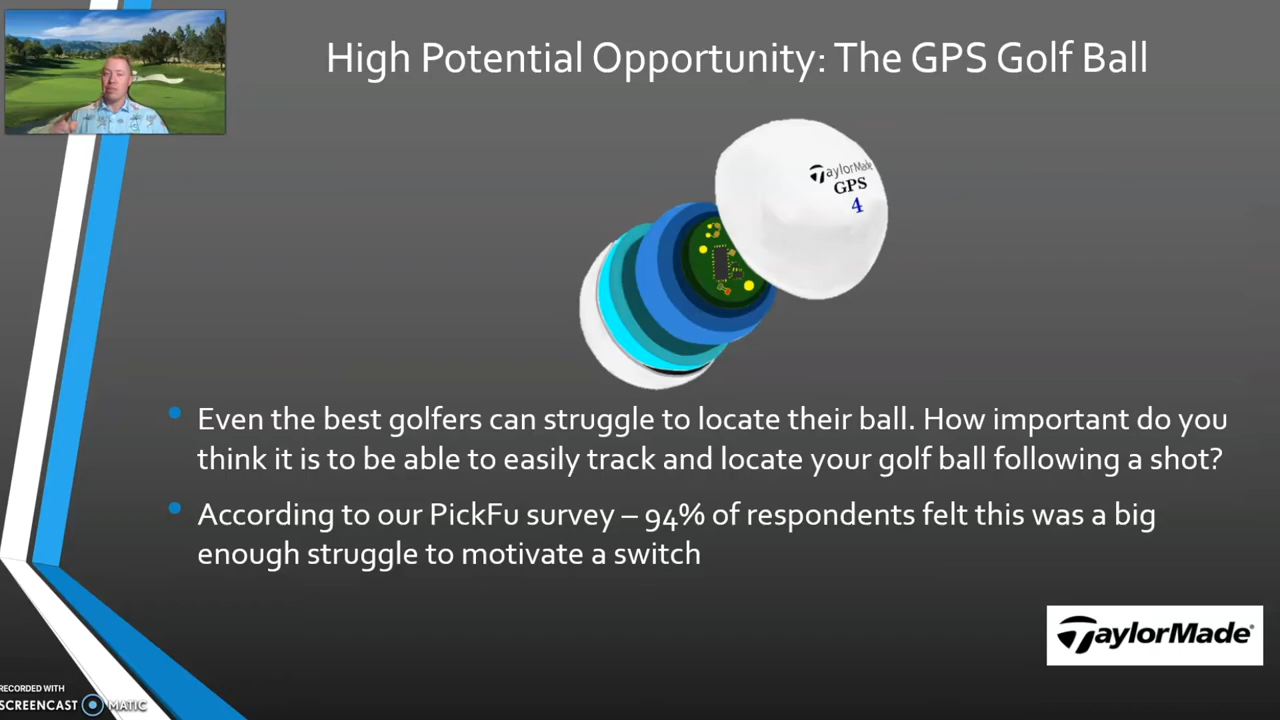 High Potential Opportunity: The GPS Golf Ball
TaylorMade
GPS
4
Even the best golfers can struggle to locate their ball. How important do you
think it is to be able to easily track and locate your golf ball following a shot?
According to our PickFu survey – 94% of respondents felt this was a big
enough struggle to motivate a switch
TaylorMade®
RECORDED WITH
SCREENCAST MATIC